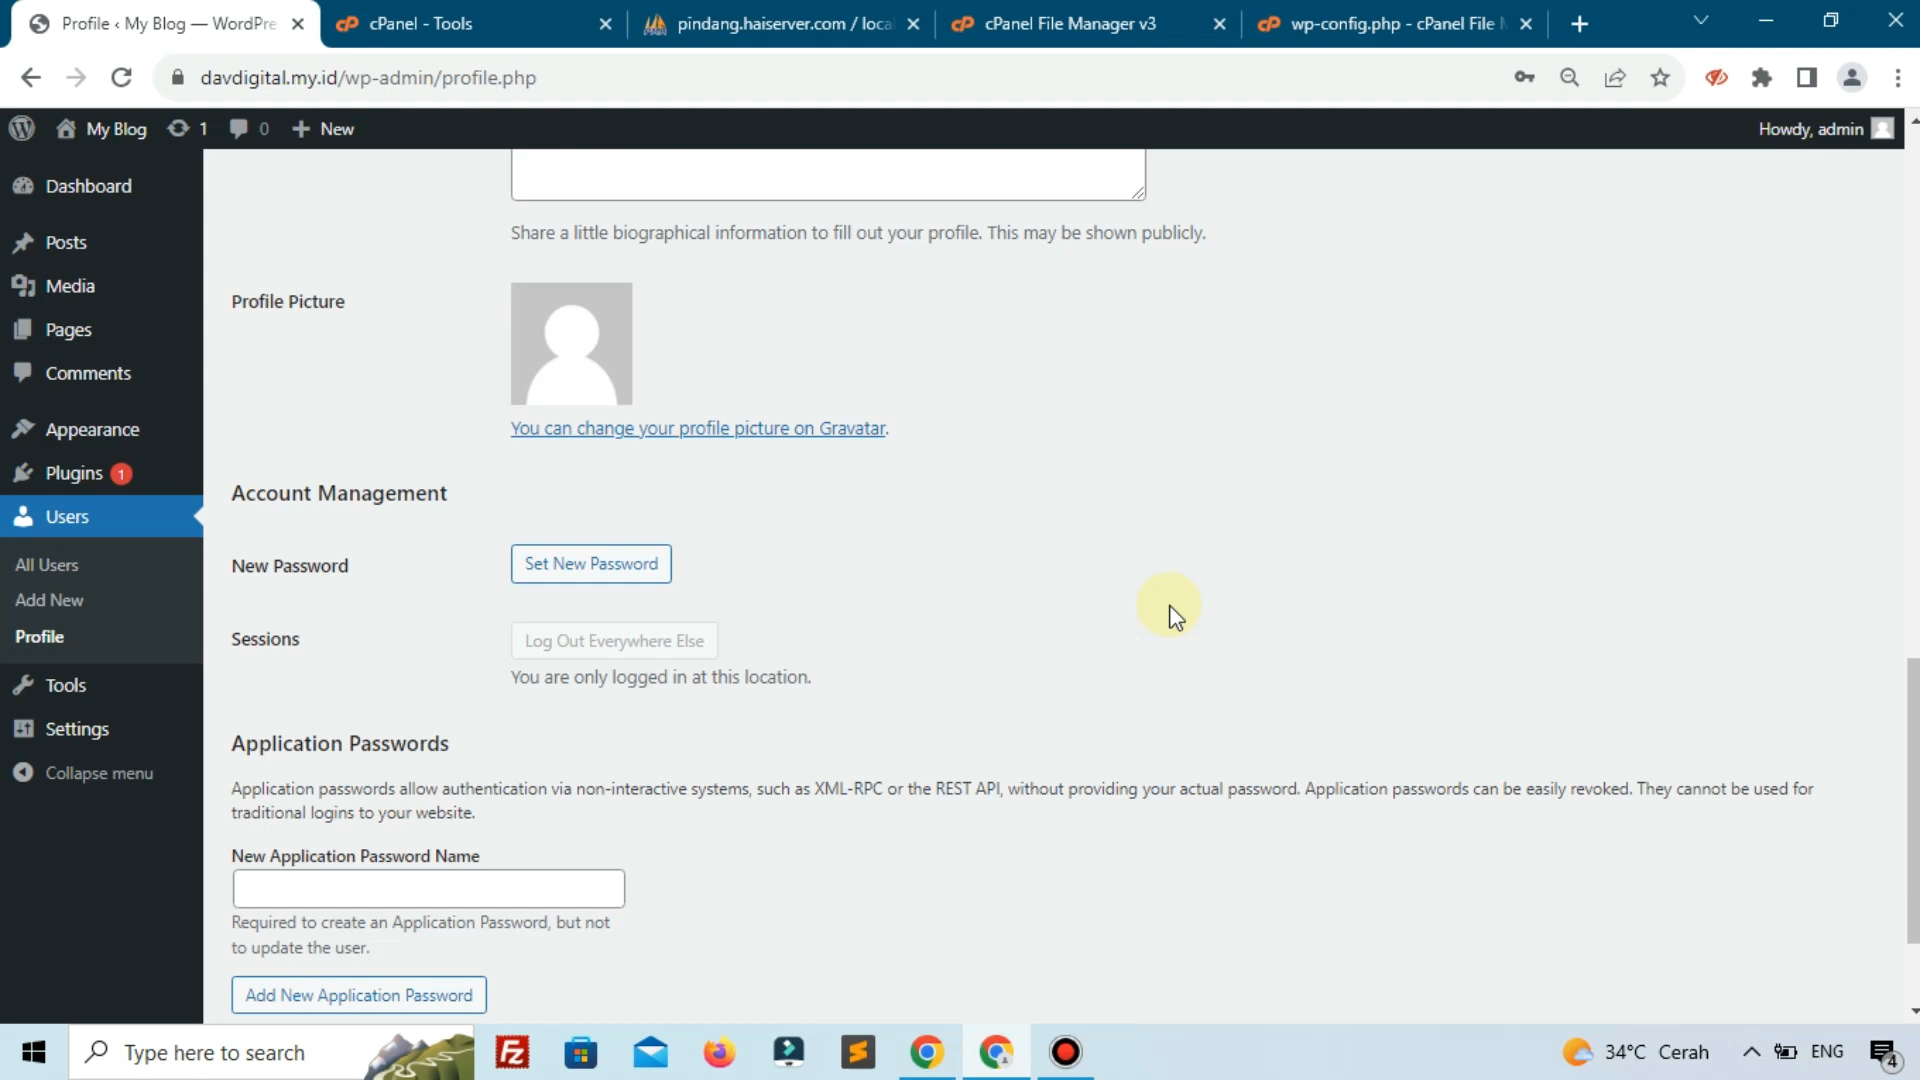 Profile ‹ My Blog — WordPre
cPanel - Tools
pindang.haiserver.com / loca
cPanel File Manager v3
wp-config.php - cPanel File M
davdigital.my.id/wp-admin/profile.php
My Blog
1
0
New
Howdy, admin
Dashboard
Posts
Media
Pages
Comments
Appearance
Plugins 1
Users
All Users
Add New
Profile
Tools
Settings
Collapse menu
Share a little biographical information to fill out your profile. This may be shown publicly.
Profile Picture
You can change your profile picture on Gravatar.
Account Management
New Password
Set New Password
Sessions
Log Out Everywhere Else
You are only logged in at this location.
Application Passwords
Application passwords allow authentication via non-interactive systems, such as XML-RPC or the REST API, without providing your actual password. Application passwords can be easily revoked. They cannot be used for
traditional logins to your website.
New Application Password Name
Required to create an Application Password, but not
to update the user.
Add New Application Password
Type here to search
34°C Cerah
ENG
4